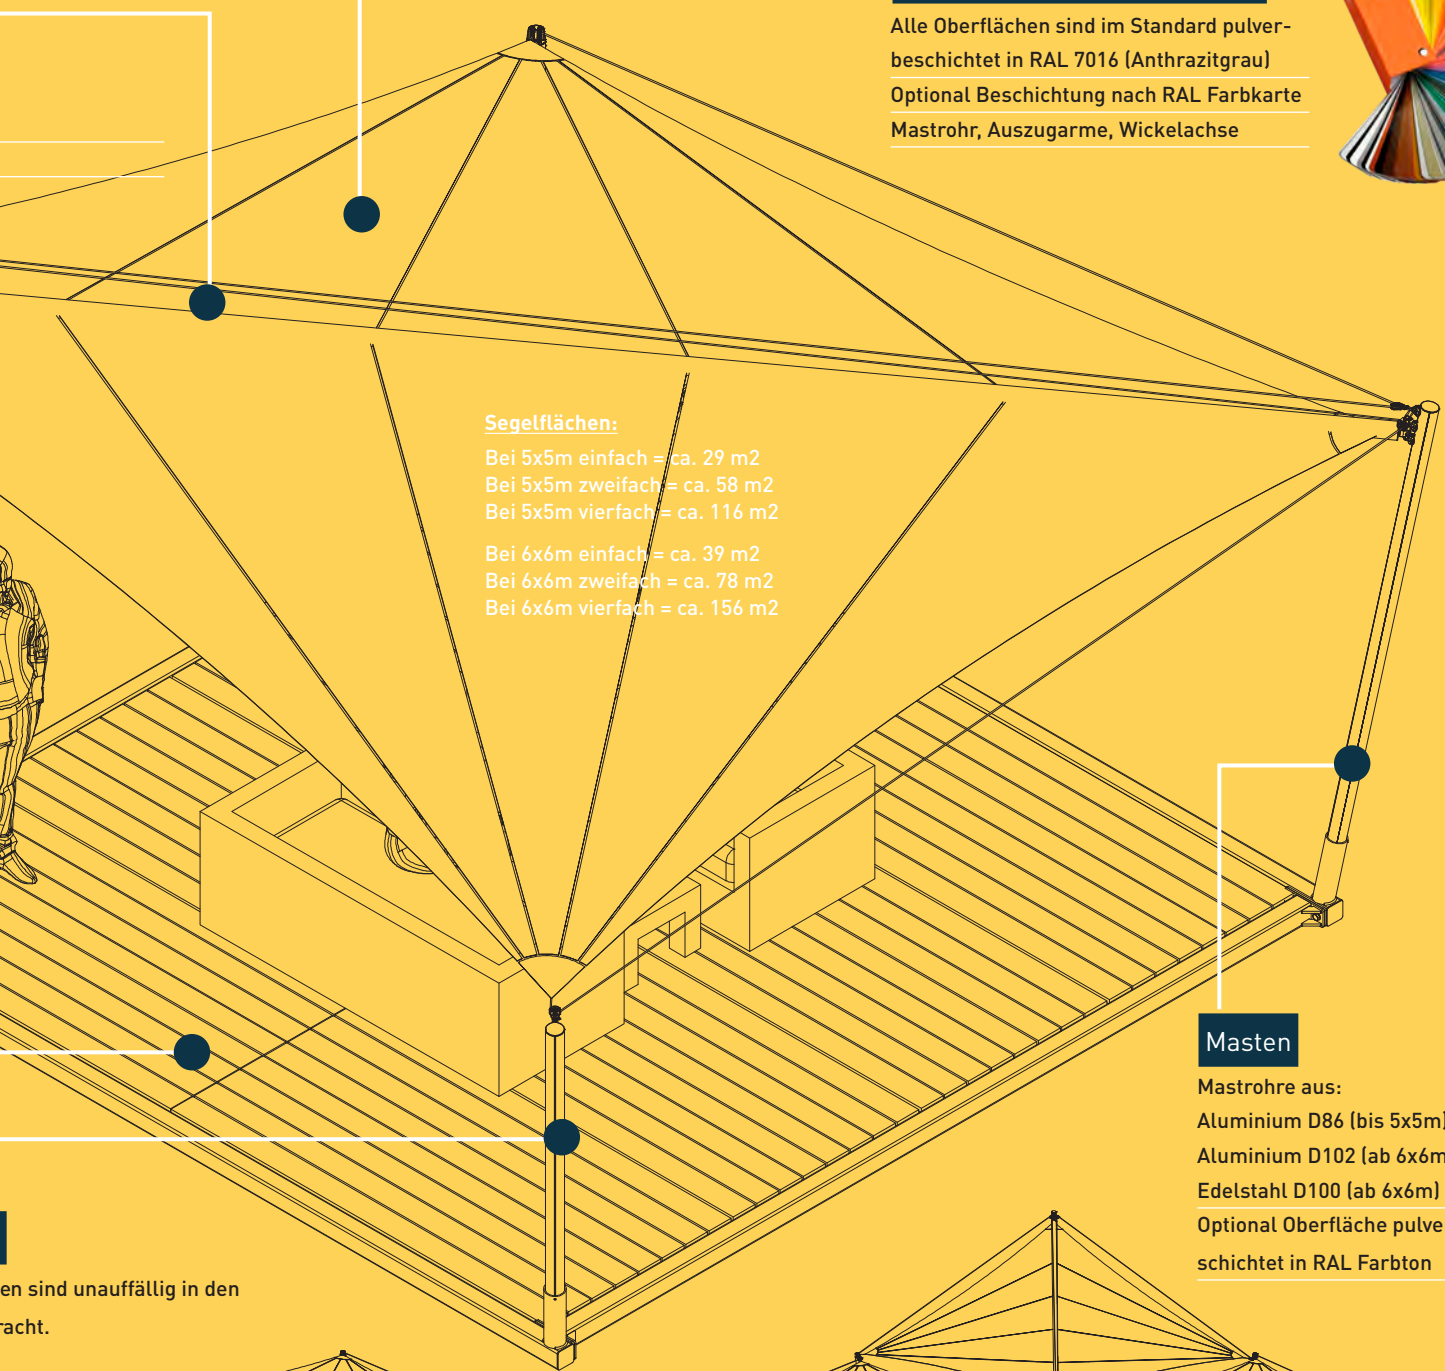 Alle Oberflächen sind im Standard pulver-
beschichtet in RAL 7016 (Anthrazitgrau)
Optional Beschichtung nach RAL Farbkarte
Mastrohr, Auszugarme, Wickelachse
Segelflächen:
Bei 5x5m einfach = ca. 29 m2
Bei 5x5m zweifach = ca. 58 m2
Bei 5x5m vierfach = ca. 116 m2
Bei 6x6m einfach = ca. 39 m2
Bei 6x6m zweifach = ca. 78 m2
Bei 6x6m vierfach = ca. 156 m2
Masten
Mastrohre aus:
Aluminium D86 (bis 5x5m)
Aluminium D102 (ab 6x6m
Edelstahl D100 (ab 6x6m)
Optional Oberfläche pulve
schichtet in RAL Farbton
en sind unauffällig in den
racht.